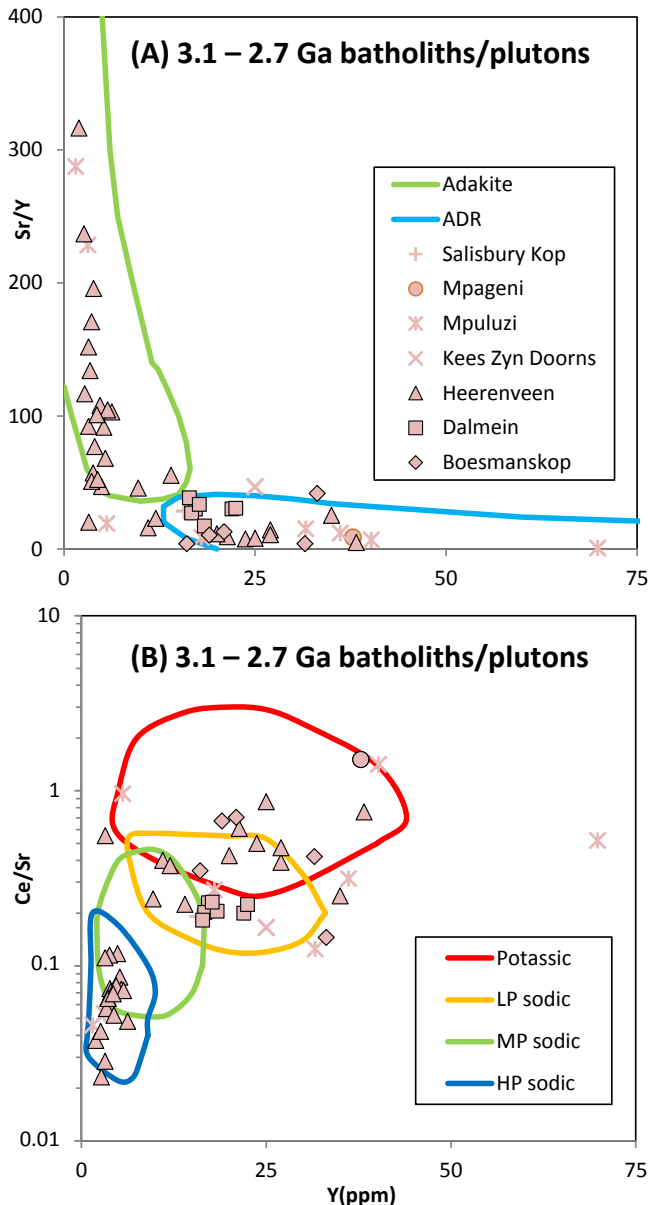 (A) 3.1 – 2.7 Ga batholiths/plutons
400
300
200
100
0
Sr/Y
Adakite
ADR
Salisbury Kop
Mpageni
Mpuluzi
Kees Zyn Doorns
Heerenveen
Dalmein
Boesmanskop
0 25 50 75
(B) 3.1 – 2.7 Ga batholiths/plutons
10
1
0.1
0.01
Ce/Sr
Potassic
LP sodic
MP sodic
HP sodic
0 25 50 75
Y(ppm)